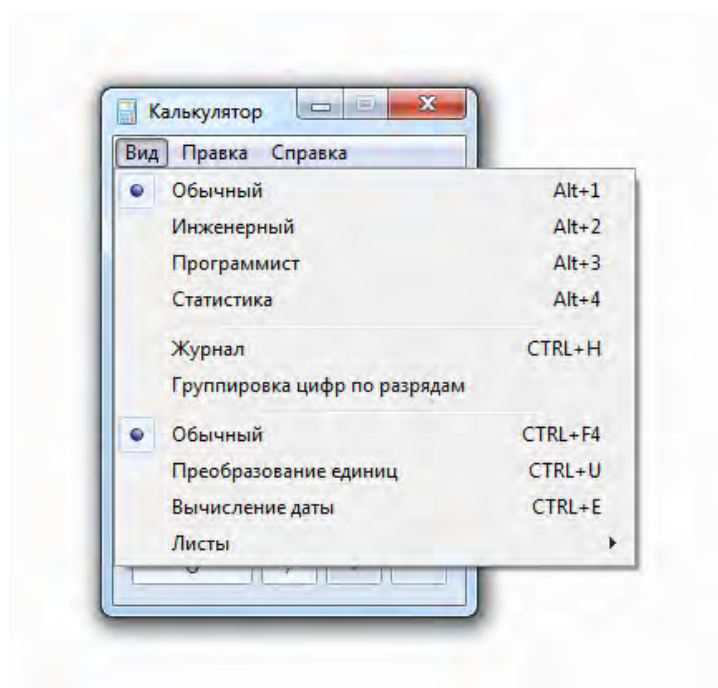 Калькулятор
Вид Правка Справка
Обычный Alt+1
Инженерный Alt+2
Программист Alt+3
Статистика Alt+4
Журнал CTRL+H
Группировка цифр по разрядам
Обычный CTRL+F4
Преобразование единиц CTRL+U
Вычисление даты CTRL+E
Листы